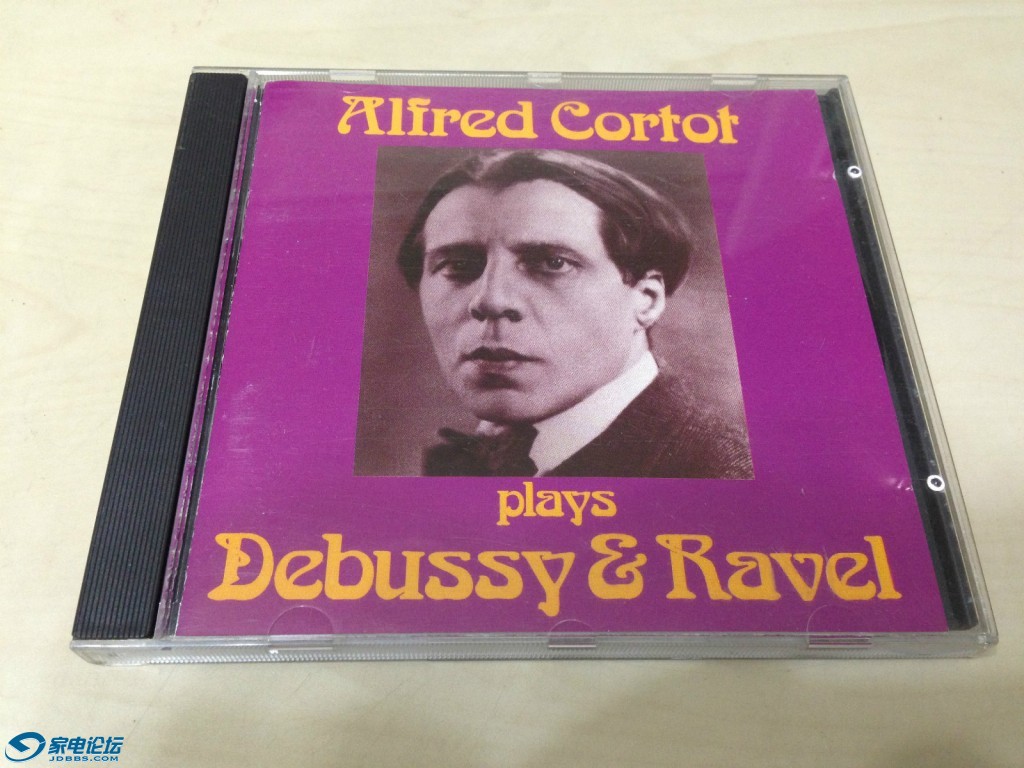 Alfred Cortot
plays
Debussy & Ravel
家电论坛
JDBBS.COM